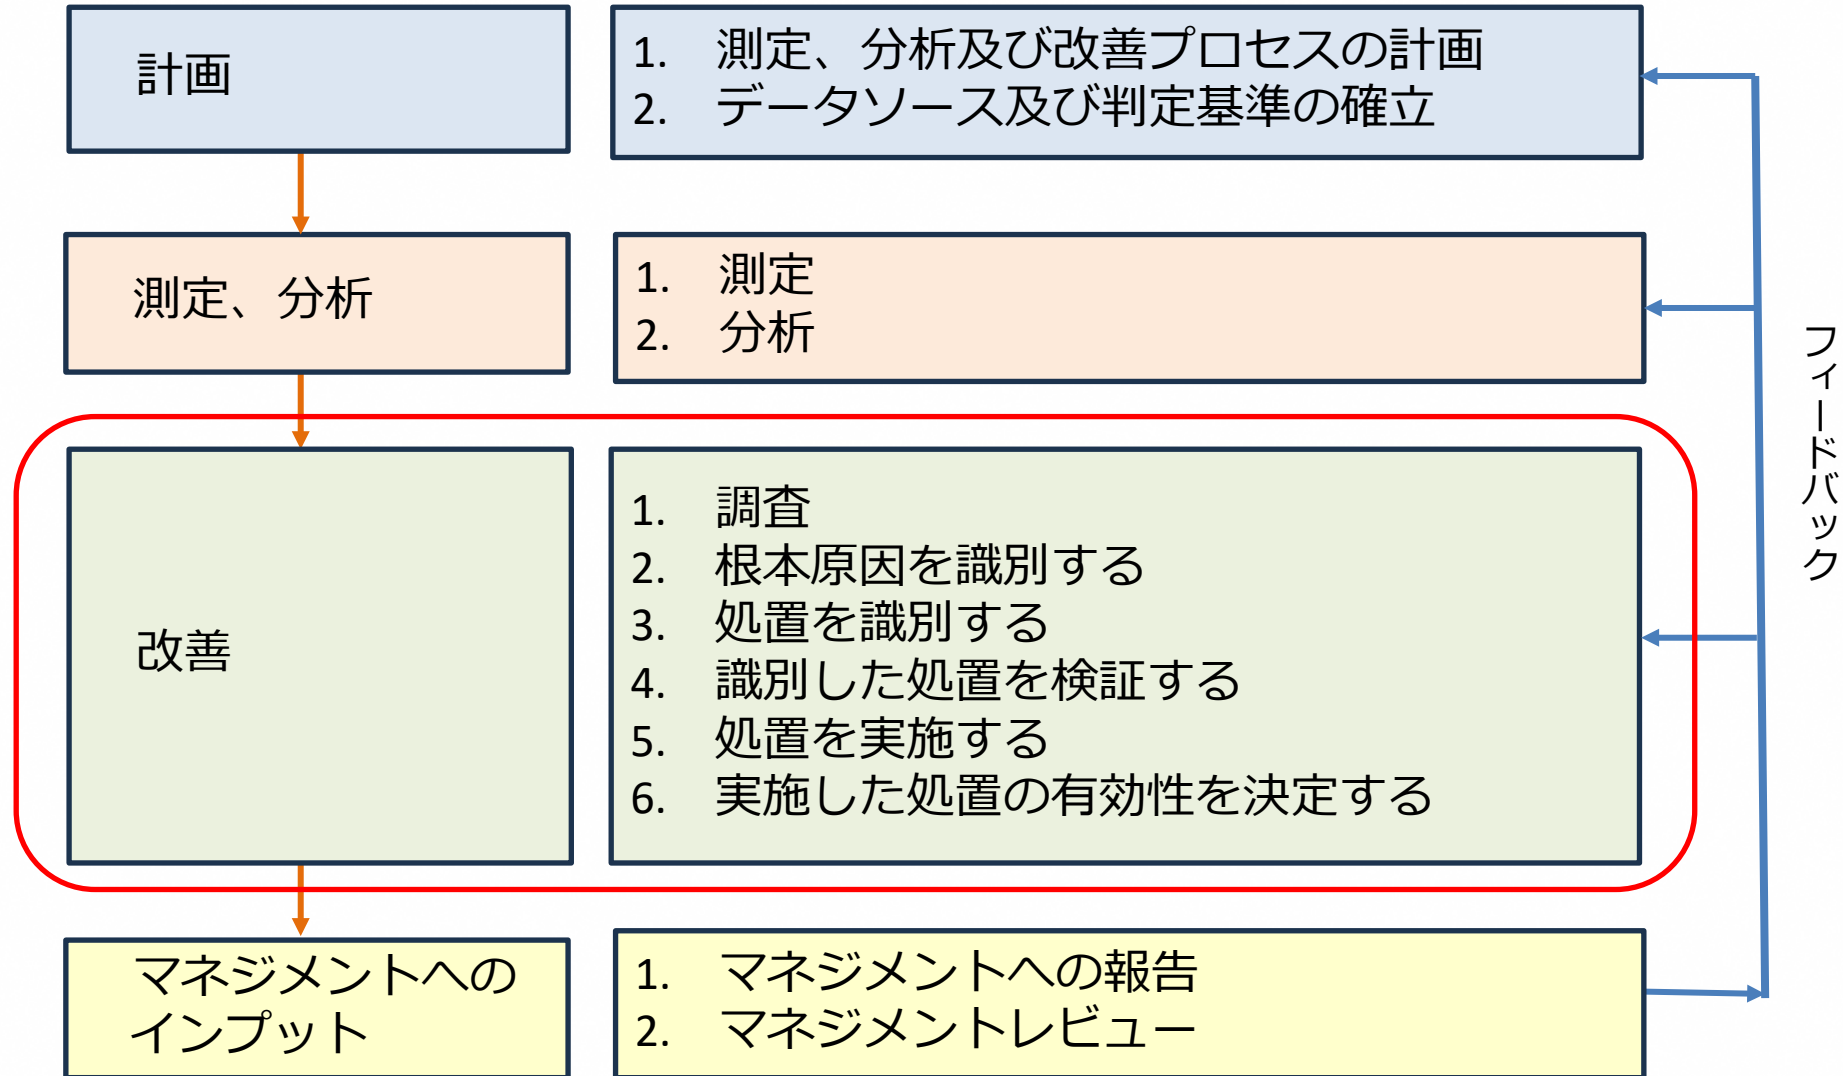 計画
1. 測定、分析及び改善プロセスの計画
2. データソース及び判定基準の確立
測定、分析
1. 測定
2. 分析
改善
1. 調査
2. 根本原因を識別する
3. 処置を識別する
4. 識別した処置を検証する
5. 処置を実施する
6. 実施した処置の有効性を決定する
マネジメントへの
インプット
1. マネジメントへの報告
2. マネジメントレビュー
フィードバック